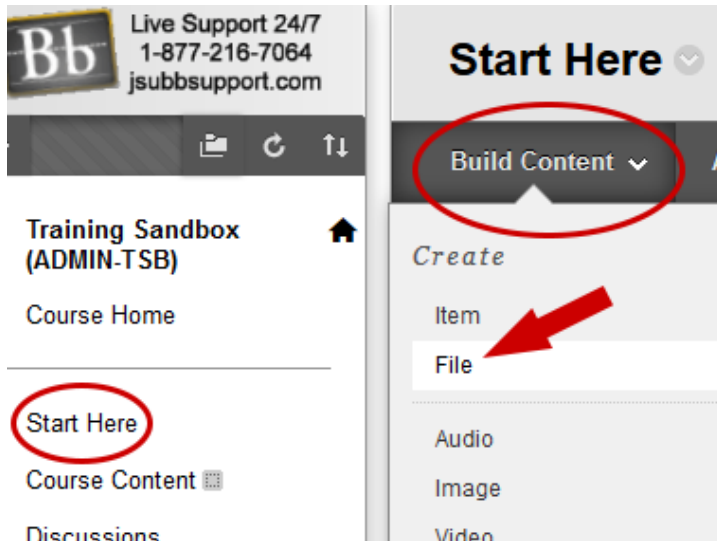 Bb
Live Support 24/7
1-877-216-7064
jsubbsupport.com
Training Sandbox
(ADMIN-TSB)
Course Home
Start Here
Course Content
Discussions
Start Here
Build Content
Create
Item
File
Audio
Image
Video